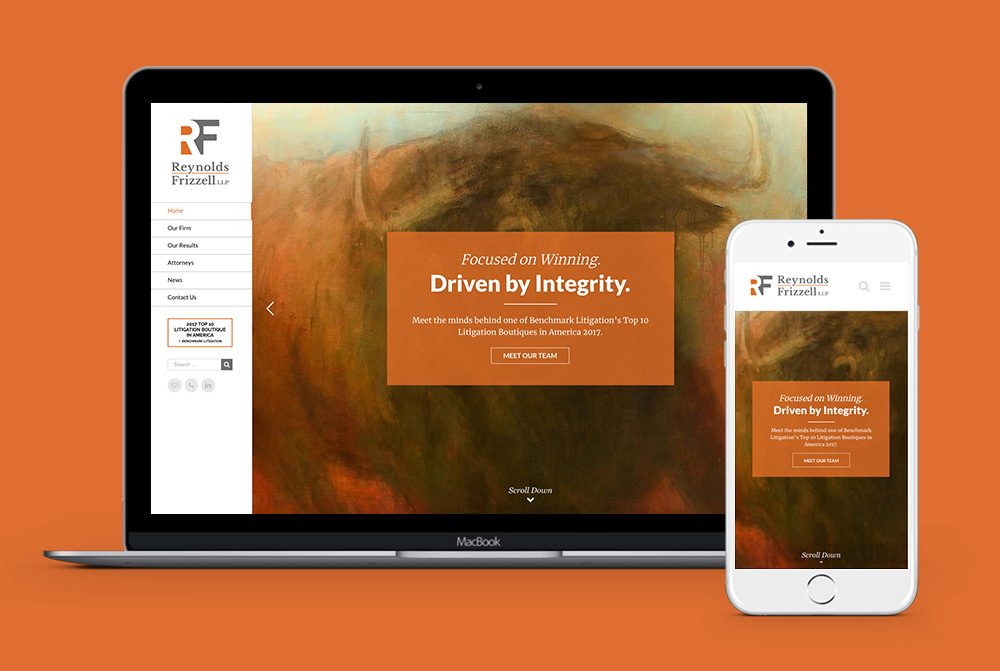 RF
Reynolds
Frizzell LLP
Home
Our Firm
Our Results
Attorneys
News
Contact Us
2017 TOP 10
LITIGATION BOUTIQUE
IN AMERICA
– BENCHMARK LITIGATION
Search ...
in
Focused on Winning.
Driven by Integrity.
Meet the minds behind one of Benchmark Litigation's Top 10
Litigation Boutiques in America 2017.
MEET OUR TEAM
Scroll Down
MacBook
RF
Reynolds
Frizzell LLP
Focused on Winning.
Driven by Integrity.
Meet the minds behind one of Benchmark
Litigation's Top 10 Litigation Boutiques in
America 2017.
MEET OUR TEAM
Scroll Down